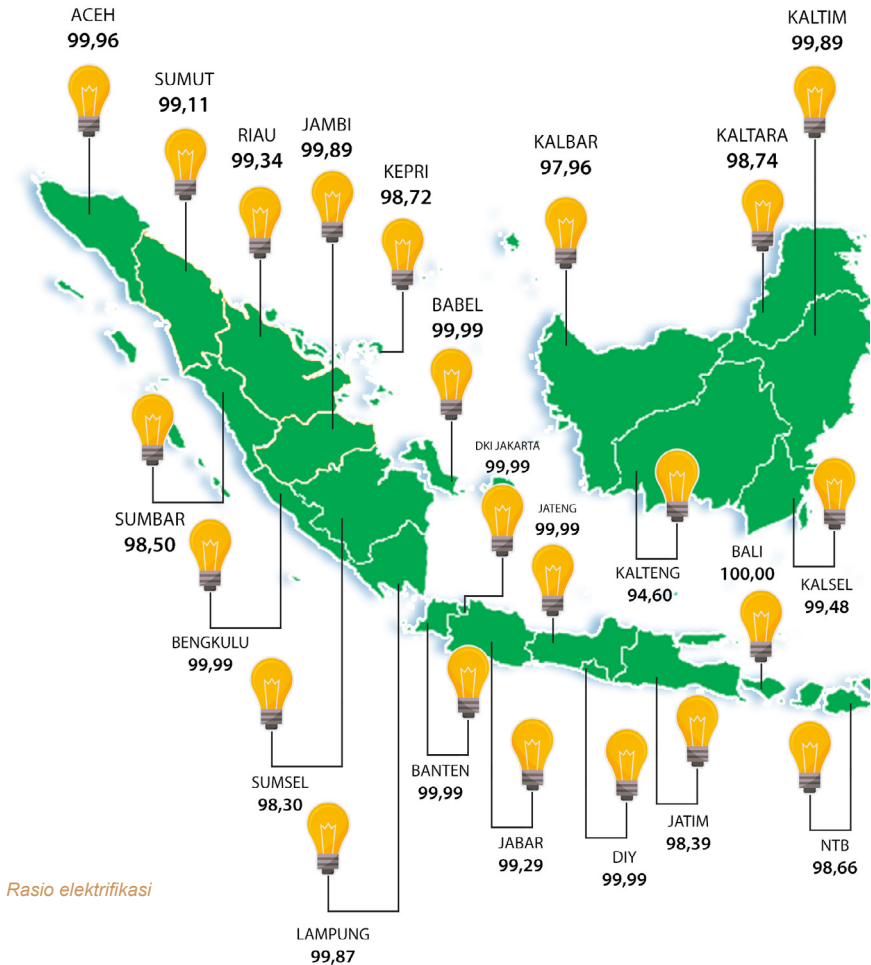 ACEH
99,96
KALTIM
99,89
SUMUT
99,11
RIAU
99,34
JAMBI
99,89
KEPRI
98,72
KALBAR
97,96
KALTARA
98,74
BABEL
99,99
DKI JAKARTA
99,99
JATENG
99,99
SUMBAR
98,50
KALTENG
94,60
BALI
100,00
KALSEL
99,48
BENGKULU
99,99
SUMSEL
98,30
BANTEN
99,99
JABAR
99,29
DIY
99,99
JATIM
98,39
NTB
98,66
Rasio elektrifikasi
LAMPUNG
99,87